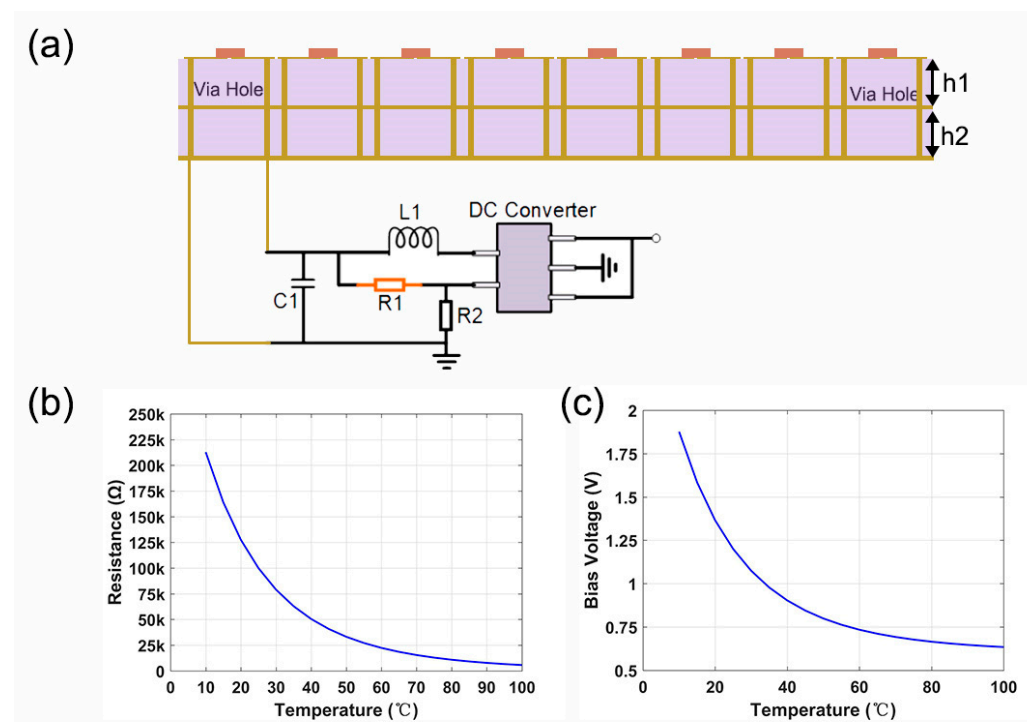 (a)
Via Hole
Via Hole
h1
h2
L1
DC Converter
C1
R1
R2
(b)
250k
225k
200k
175k
150k
125k
100k
75k
50k
25k
0
0 10 20 30 40 50 60 70 80 90 100
Resistance (Ω)
Temperature (℃)
(c)
2
1.75
1.5
1.25
1
0.75
0.5
0 20 40 60 80 100
Bias Voltage (V)
Temperature (℃)